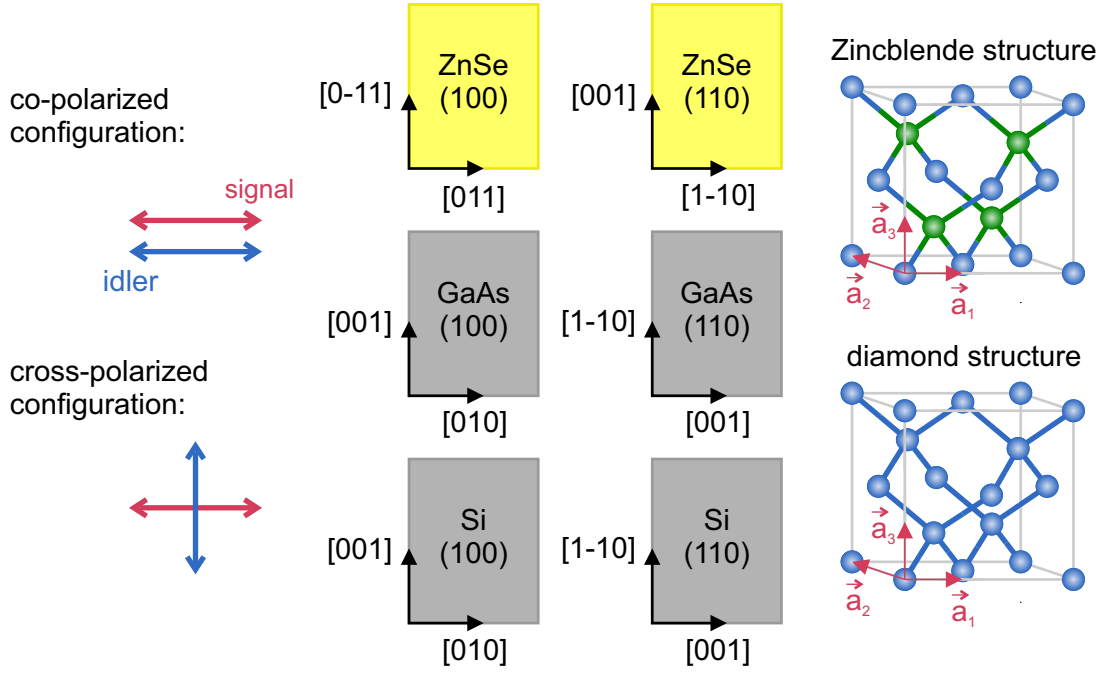 co-polarized
configuration:
signal
idler
cross-polarized
configuration:
ZnSe
(100)
[0-11]
[011]
ZnSe
(110)
[001]
[1-10]
GaAs
(100)
[001]
[010]
GaAs
(110)
[1-10]
[001]
Si
(100)
[001]
[010]
Si
(110)
[1-10]
[001]
Zincblende structure
a₃
a₂
a₁
diamond structure
a₃
a₂
a₁